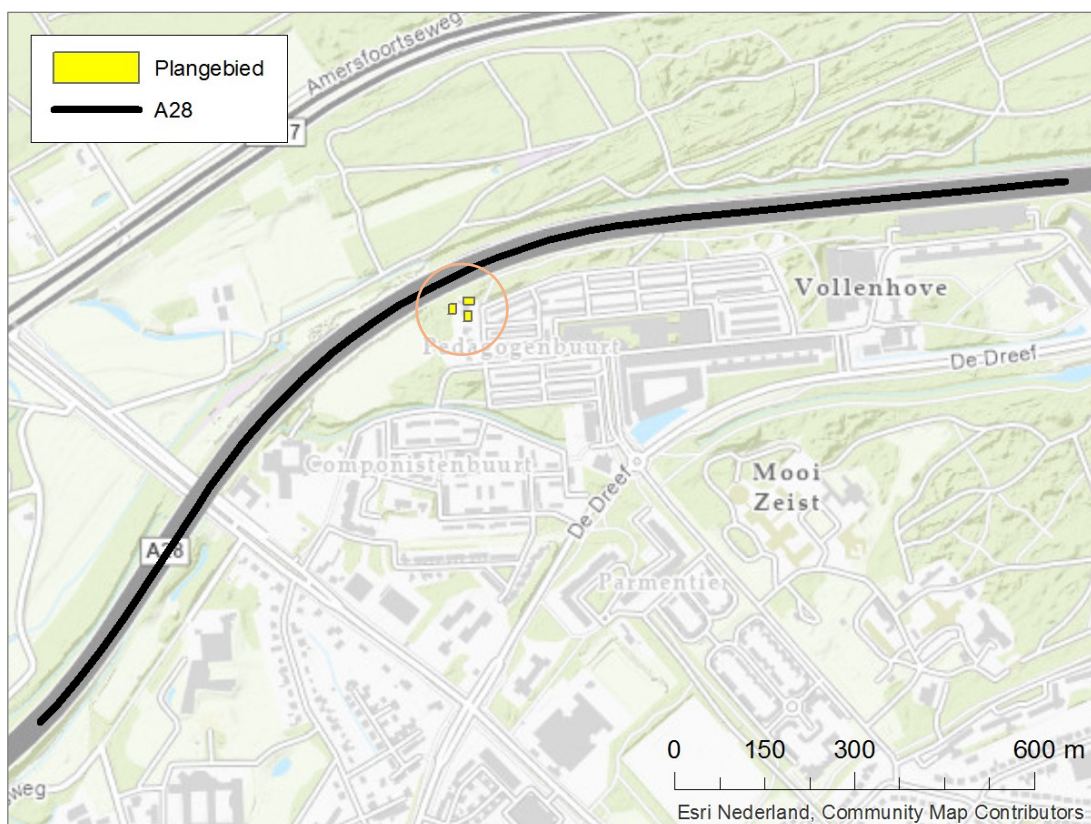 Plangebied
A28
Amersfoortseweg
7
Vollenhove
Pedagogenbuurt
De Dreef
Componistenbuurt
Mooi
Zeist
De Dreef
A28
Parmentier
0 150 300 600 m
Esri Nederland, Community Map Contributors